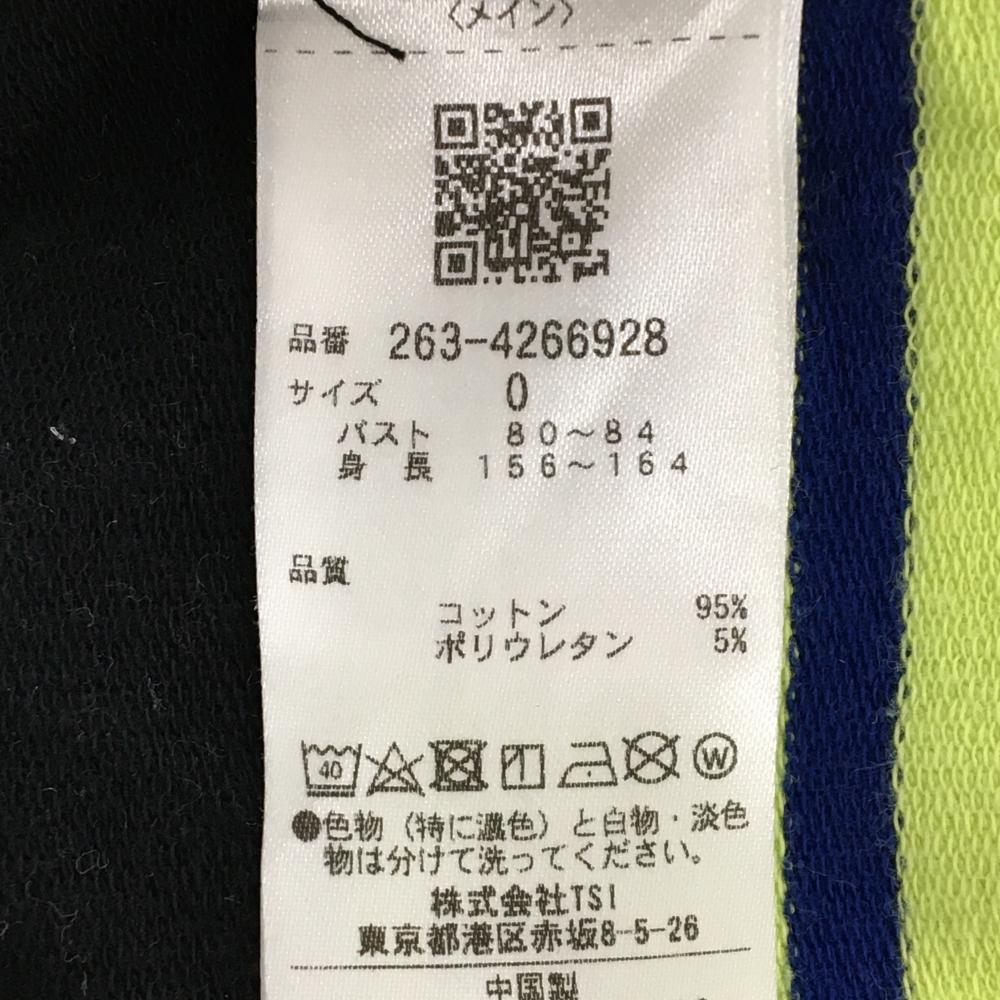 〈メイン〉
品番 263-4266928
サイズ 0
バスト 80～84
身長 156～164
品質
コットン 95%
ポリウレタン 5%
40 W
●色物（特に濃色）と白物・淡色
物は分けて洗ってください。
株式会社TSI
東京都港区赤坂8-5-26
中国製